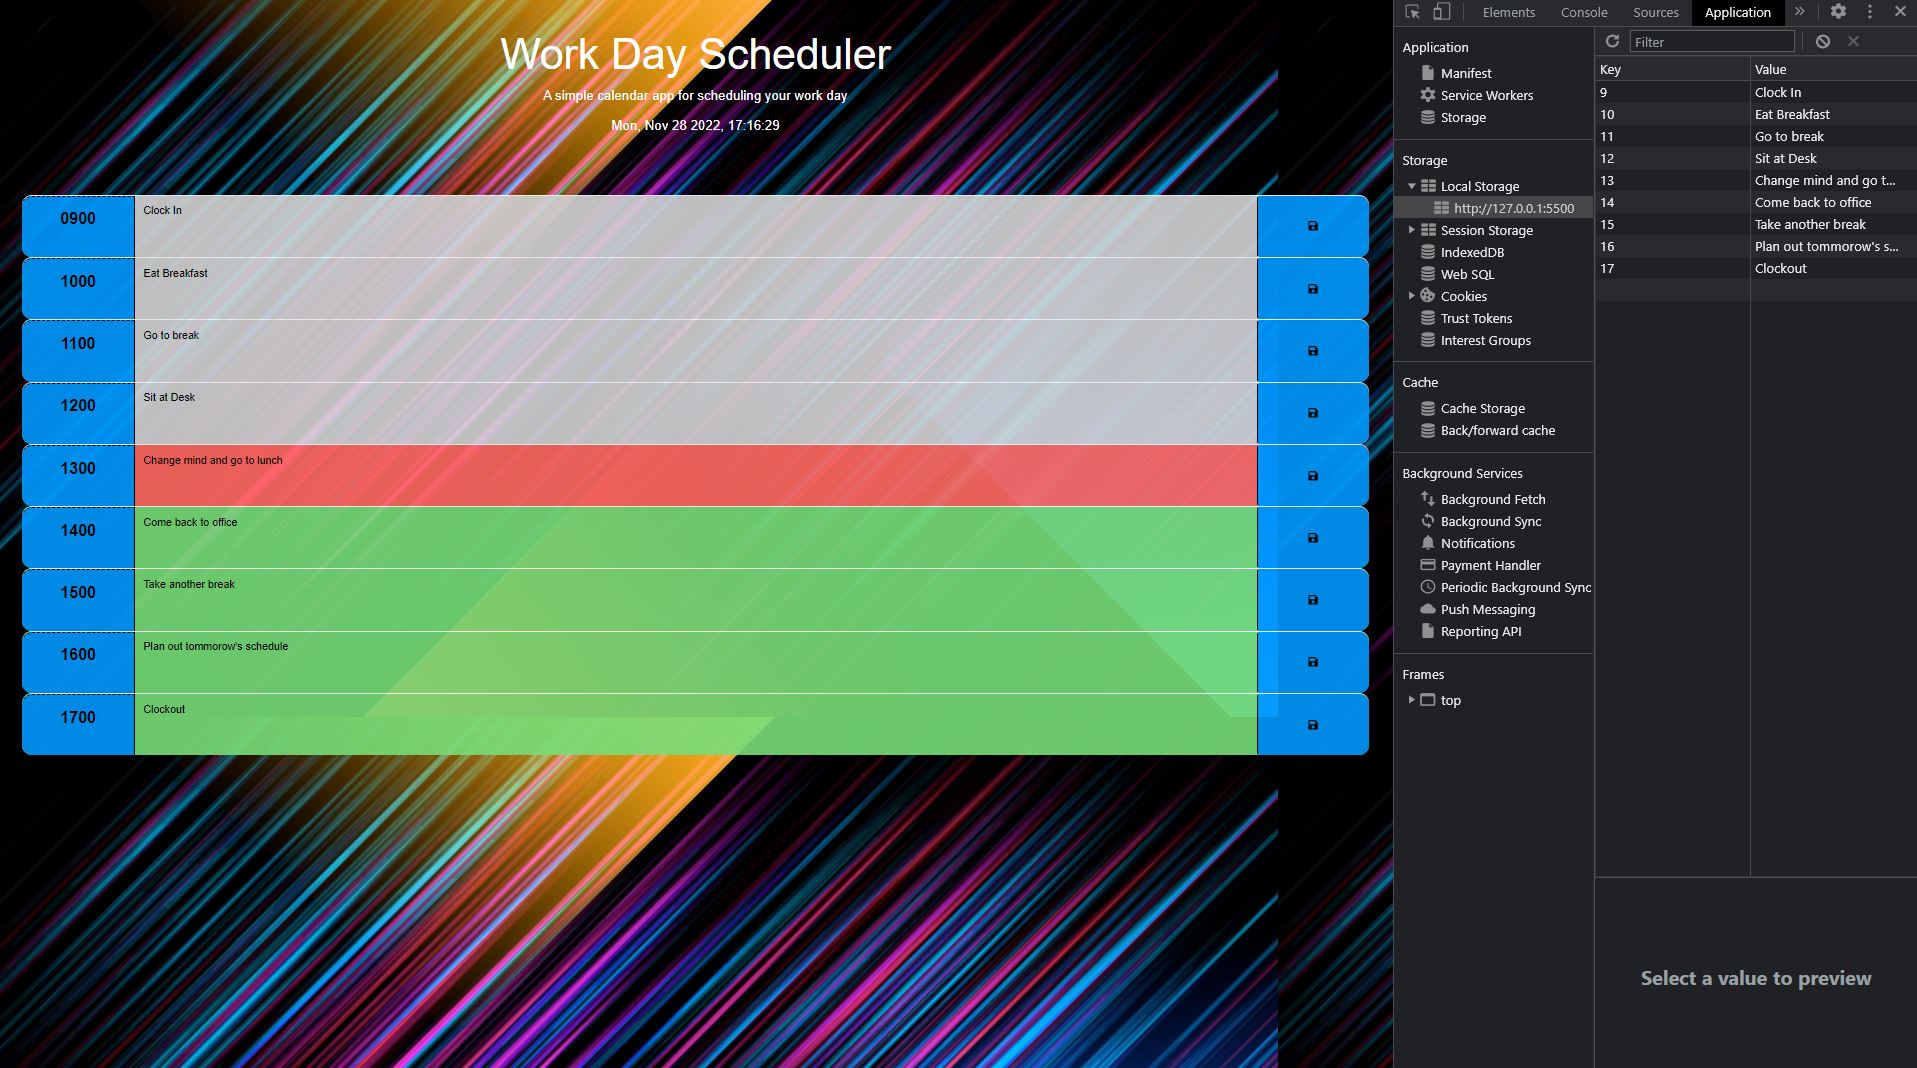 Work Day Scheduler
A simple calendar app for scheduling your work day
Mon, Nov 28 2022, 17:16:29
0900 Clock In
1000 Eat Breakfast
1100 Go to break
1200 Sit at Desk
1300 Change mind and go to lunch
1400 Come back to office
1500 Take another break
1600 Plan out tommorow's schedule
1700 Clockout
Elements Console Sources Application
Application
Manifest
Service Workers
Storage
Storage
Local Storage
http://127.0.0.1:5500
Session Storage
IndexedDB
Web SQL
Cookies
Trust Tokens
Interest Groups
Cache
Cache Storage
Back/forward cache
Background Services
Background Fetch
Background Sync
Notifications
Payment Handler
Periodic Background Sync
Push Messaging
Reporting API
Frames
top
Filter
Key Value
9 Clock In
10 Eat Breakfast
11 Go to break
12 Sit at Desk
13 Change mind and go t...
14 Come back to office
15 Take another break
16 Plan out tommorow's s...
17 Clockout
Select a value to preview